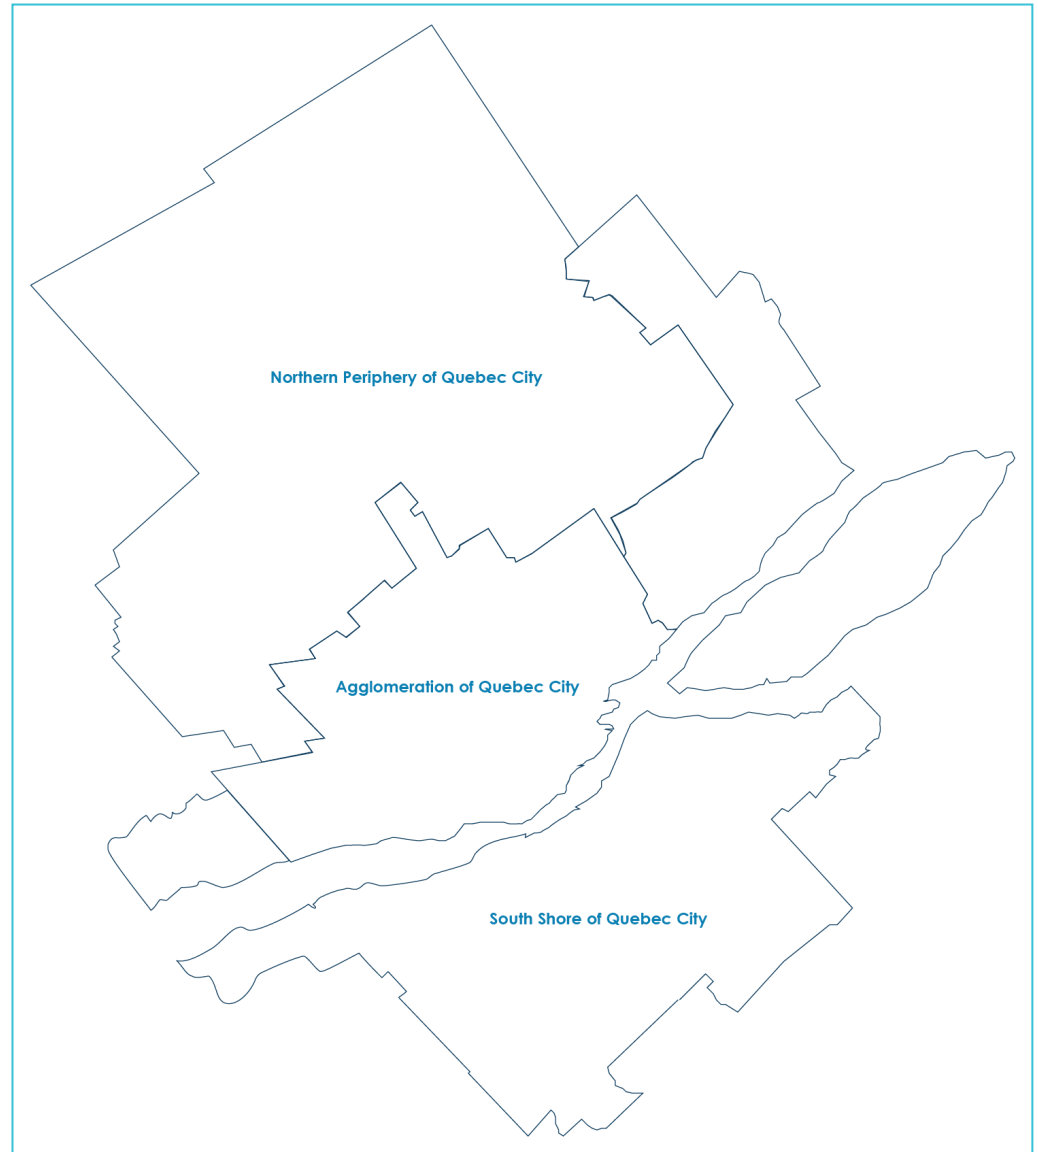 Northern Periphery of Quebec City
Agglomeration of Quebec City
South Shore of Quebec City